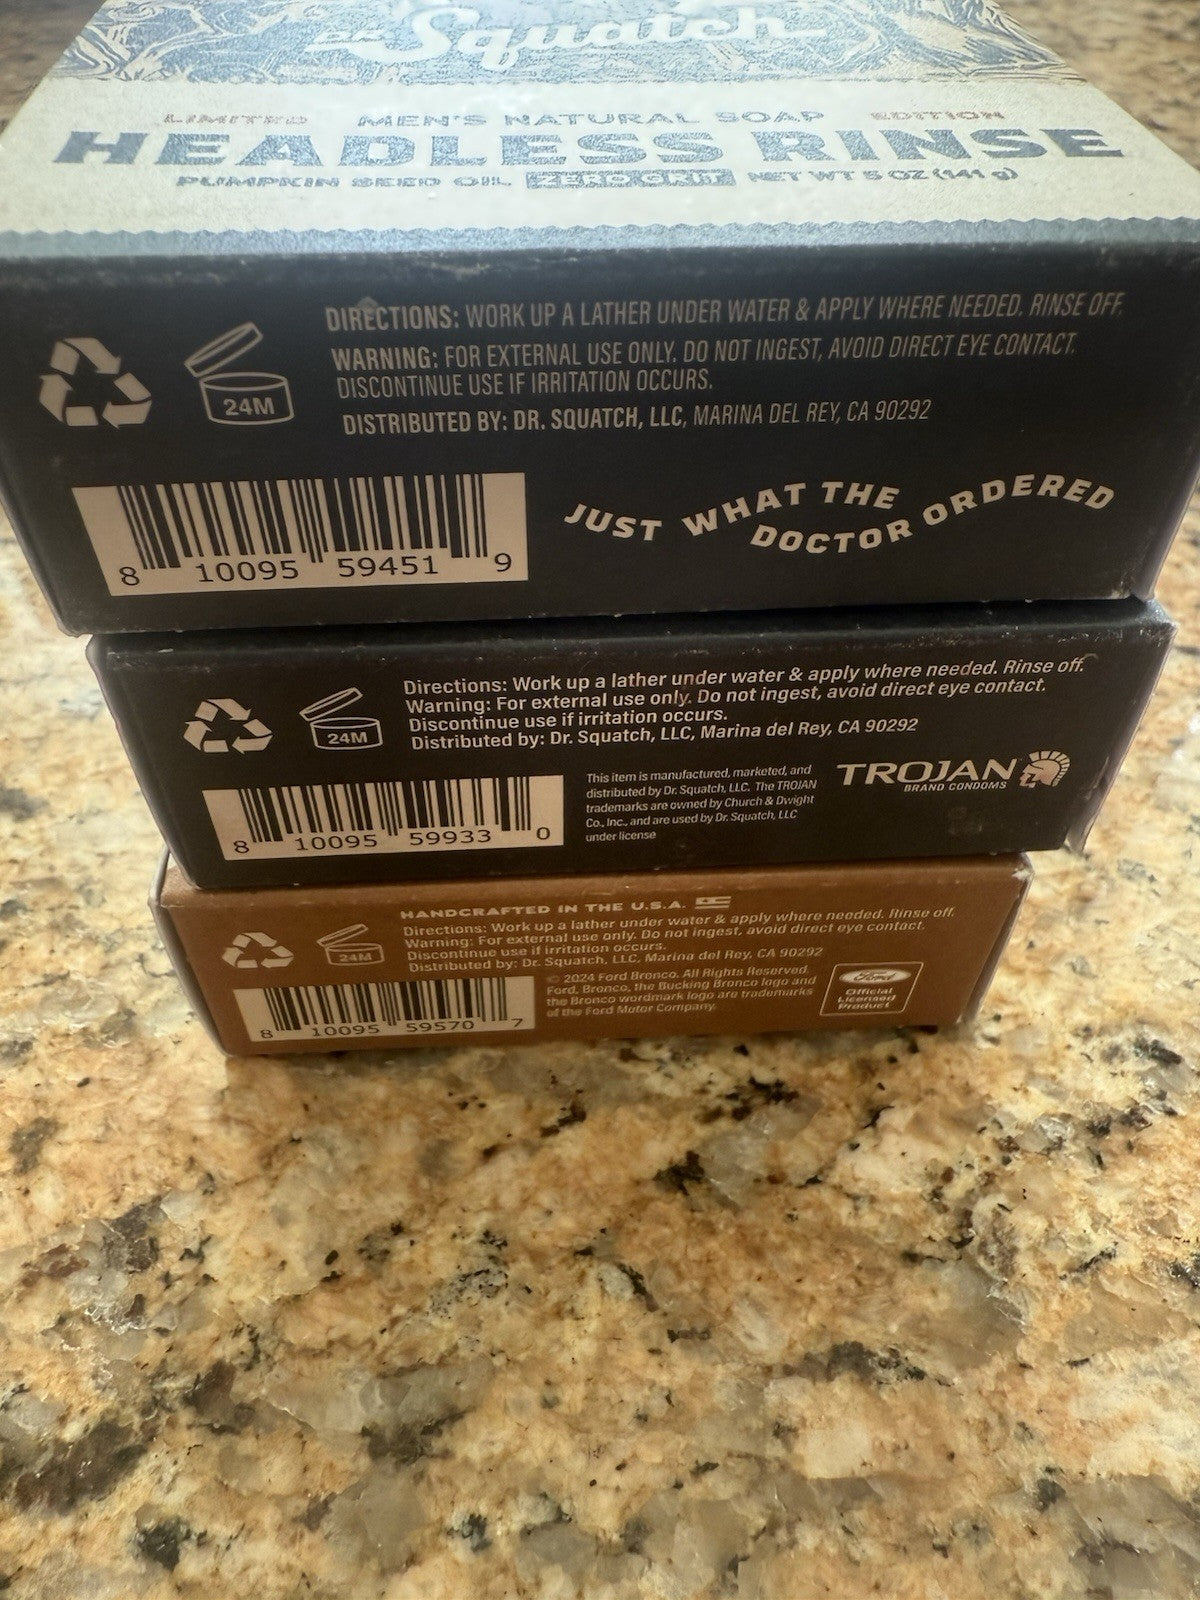 Squatch
LIMITED MEN'S NATURAL SOAP EDITION
HEADLESS RINSE
PUMPKIN SEED OIL ZERO GRIT NET WT 5 OZ (141 g)
DIRECTIONS: WORK UP A LATHER UNDER WATER & APPLY WHERE NEEDED. RINSE OFF.
WARNING: FOR EXTERNAL USE ONLY. DO NOT INGEST, AVOID DIRECT EYE CONTACT.
DISCONTINUE USE IF IRRITATION OCCURS.
DISTRIBUTED BY: DR. SQUATCH, LLC, MARINA DEL REY, CA 90292
24M
8 10095 59451 9
JUST WHAT THE DOCTOR ORDERED
Directions: Work up a lather under water & apply where needed. Rinse off.
Warning: For external use only. Do not ingest, avoid direct eye contact.
Discontinue use if irritation occurs.
Distributed by: Dr. Squatch, LLC, Marina del Rey, CA 90292
24M
8 10095 59933 0
This item is manufactured, marketed, and
distributed by Dr. Squatch, LLC. The TROJAN
trademarks are owned by Church & Dwight
Co., Inc., and are used by Dr. Squatch, LLC
under license
TROJAN
BRAND CONDOMS
HANDCRAFTED IN THE U.S.A.
Directions: Work up a lather under water & apply where needed. Rinse off.
Warning: For external use only. Do not ingest, avoid direct eye contact.
Discontinue use if irritation occurs.
Distributed by: Dr. Squatch, LLC, Marina del Rey, CA 90292
24M
8 10095 59570 7
© 2024 Ford Bronco. All Rights Reserved.
Ford, Bronco, the Bucking Bronco logo and
the Bronco wordmark logo are trademarks
of the Ford Motor Company.
Ford
Official
Licensed
Product